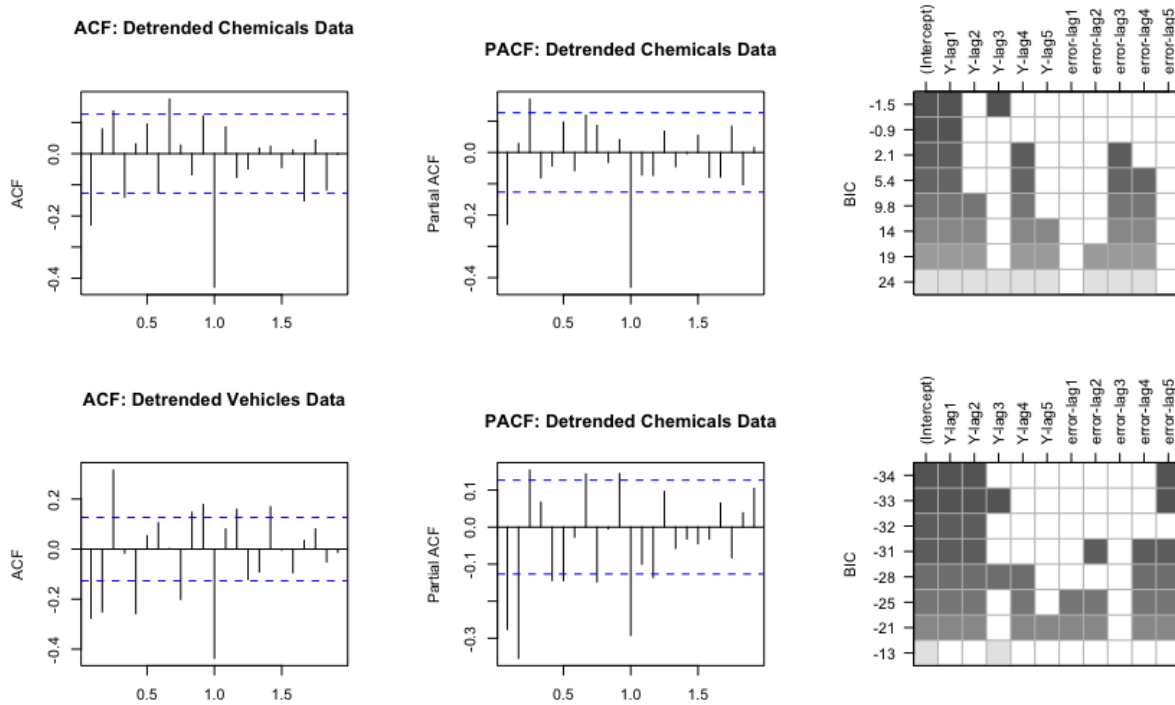 ACF: Detrended Chemicals Data
ACF
0.0
-0.2
-0.4
0.5 1.0 1.5
PACF: Detrended Chemicals Data
Partial ACF
0.0
-0.2
-0.4
0.5 1.0 1.5
(Intercept)
Y-lag1
Y-lag2
Y-lag3
Y-lag4
Y-lag5
error-lag1
error-lag2
error-lag3
error-lag4
error-lag5
BIC
-1.5
-0.9
2.1
5.4
9.8
14
19
24
ACF: Detrended Vehicles Data
ACF
0.2
0.0
-0.2
-0.4
0.5 1.0 1.5
PACF: Detrended Chemicals Data
Partial ACF
0.1
0.0
-0.1
-0.3
0.5 1.0 1.5
(Intercept)
Y-lag1
Y-lag2
Y-lag3
Y-lag4
Y-lag5
error-lag1
error-lag2
error-lag3
error-lag4
error-lag5
BIC
-34
-33
-32
-31
-28
-25
-21
-13